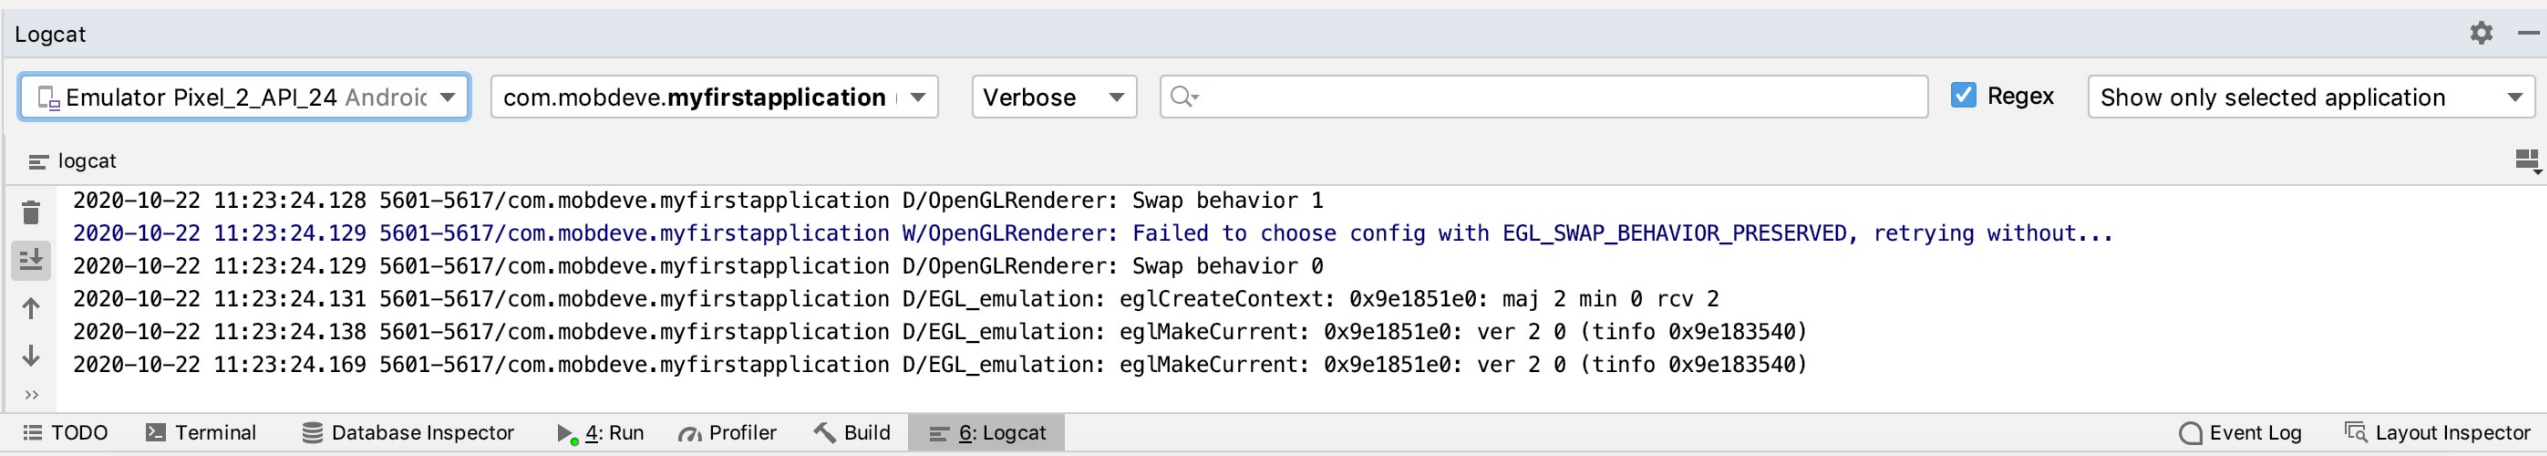 Logcat
Emulator Pixel_2_API_24 Android com.mobdeve.myfirstapplication Verbose Regex Show only selected application
logcat
2020-10-22 11:23:24.128 5601-5617/com.mobdeve.myfirstapplication D/OpenGLRenderer: Swap behavior 1
2020-10-22 11:23:24.129 5601-5617/com.mobdeve.myfirstapplication W/OpenGLRenderer: Failed to choose config with EGL_SWAP_BEHAVIOR_PRESERVED, retrying without...
2020-10-22 11:23:24.129 5601-5617/com.mobdeve.myfirstapplication D/OpenGLRenderer: Swap behavior 0
2020-10-22 11:23:24.131 5601-5617/com.mobdeve.myfirstapplication D/EGL_emulation: eglCreateContext: 0x9e1851e0: maj 2 min 0 rcv 2
2020-10-22 11:23:24.138 5601-5617/com.mobdeve.myfirstapplication D/EGL_emulation: eglMakeCurrent: 0x9e1851e0: ver 2 0 (tinfo 0x9e183540)
2020-10-22 11:23:24.169 5601-5617/com.mobdeve.myfirstapplication D/EGL_emulation: eglMakeCurrent: 0x9e1851e0: ver 2 0 (tinfo 0x9e183540)
TODO Terminal Database Inspector 4: Run Profiler Build 6: Logcat Event Log Layout Inspector